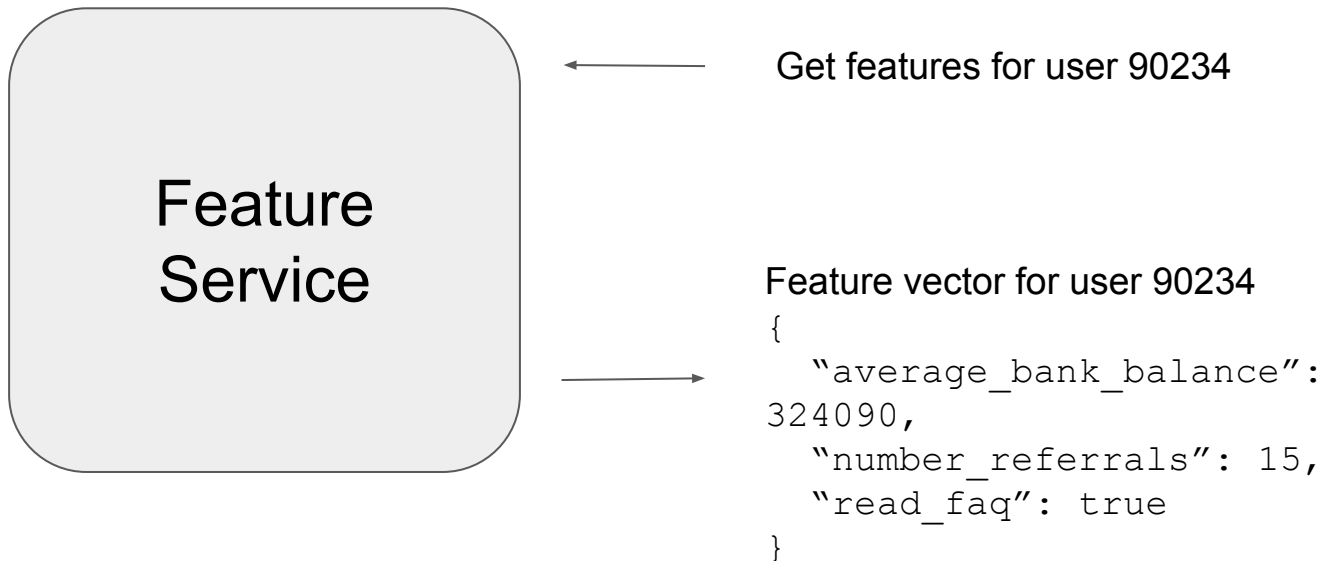 Feature
Service
Get features for user 90234
Feature vector for user 90234
{
  “average_bank_balance”:
324090,
  “number_referrals”: 15,
  “read_faq”: true
}